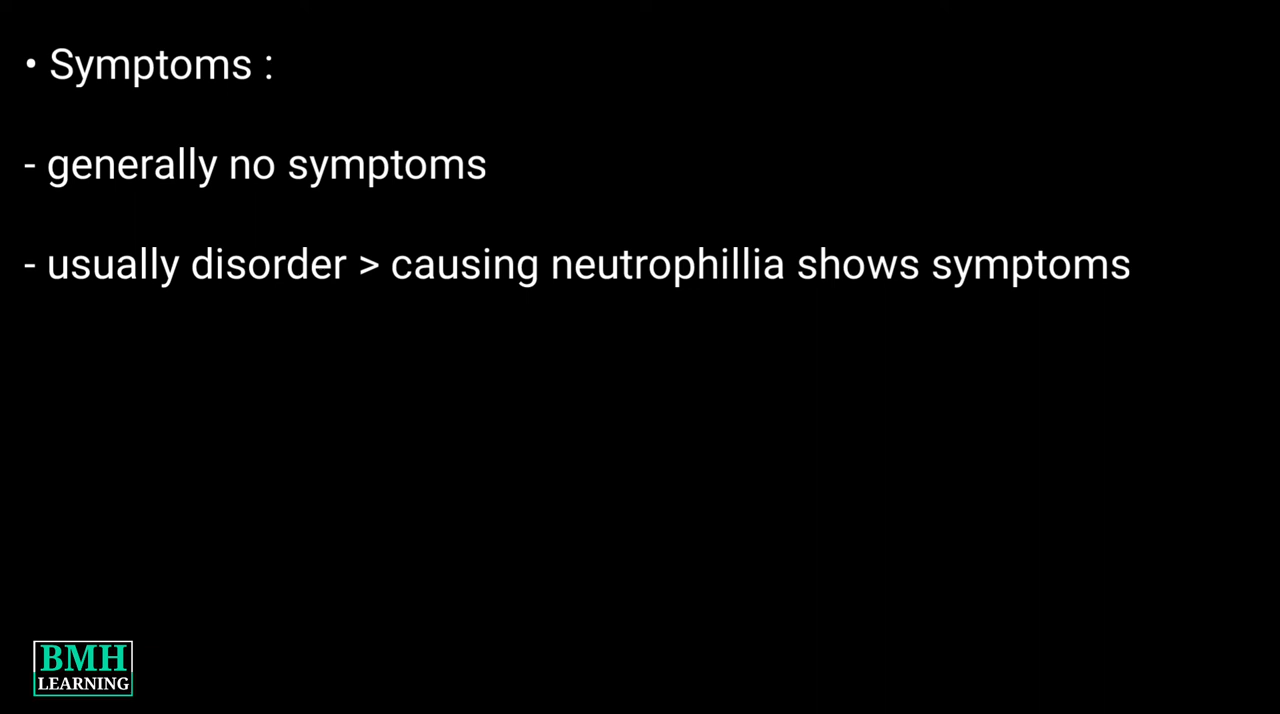 • Symptoms :
- generally no symptoms
- usually disorder > causing neutrophillia shows symptoms
BMH
LEARNING